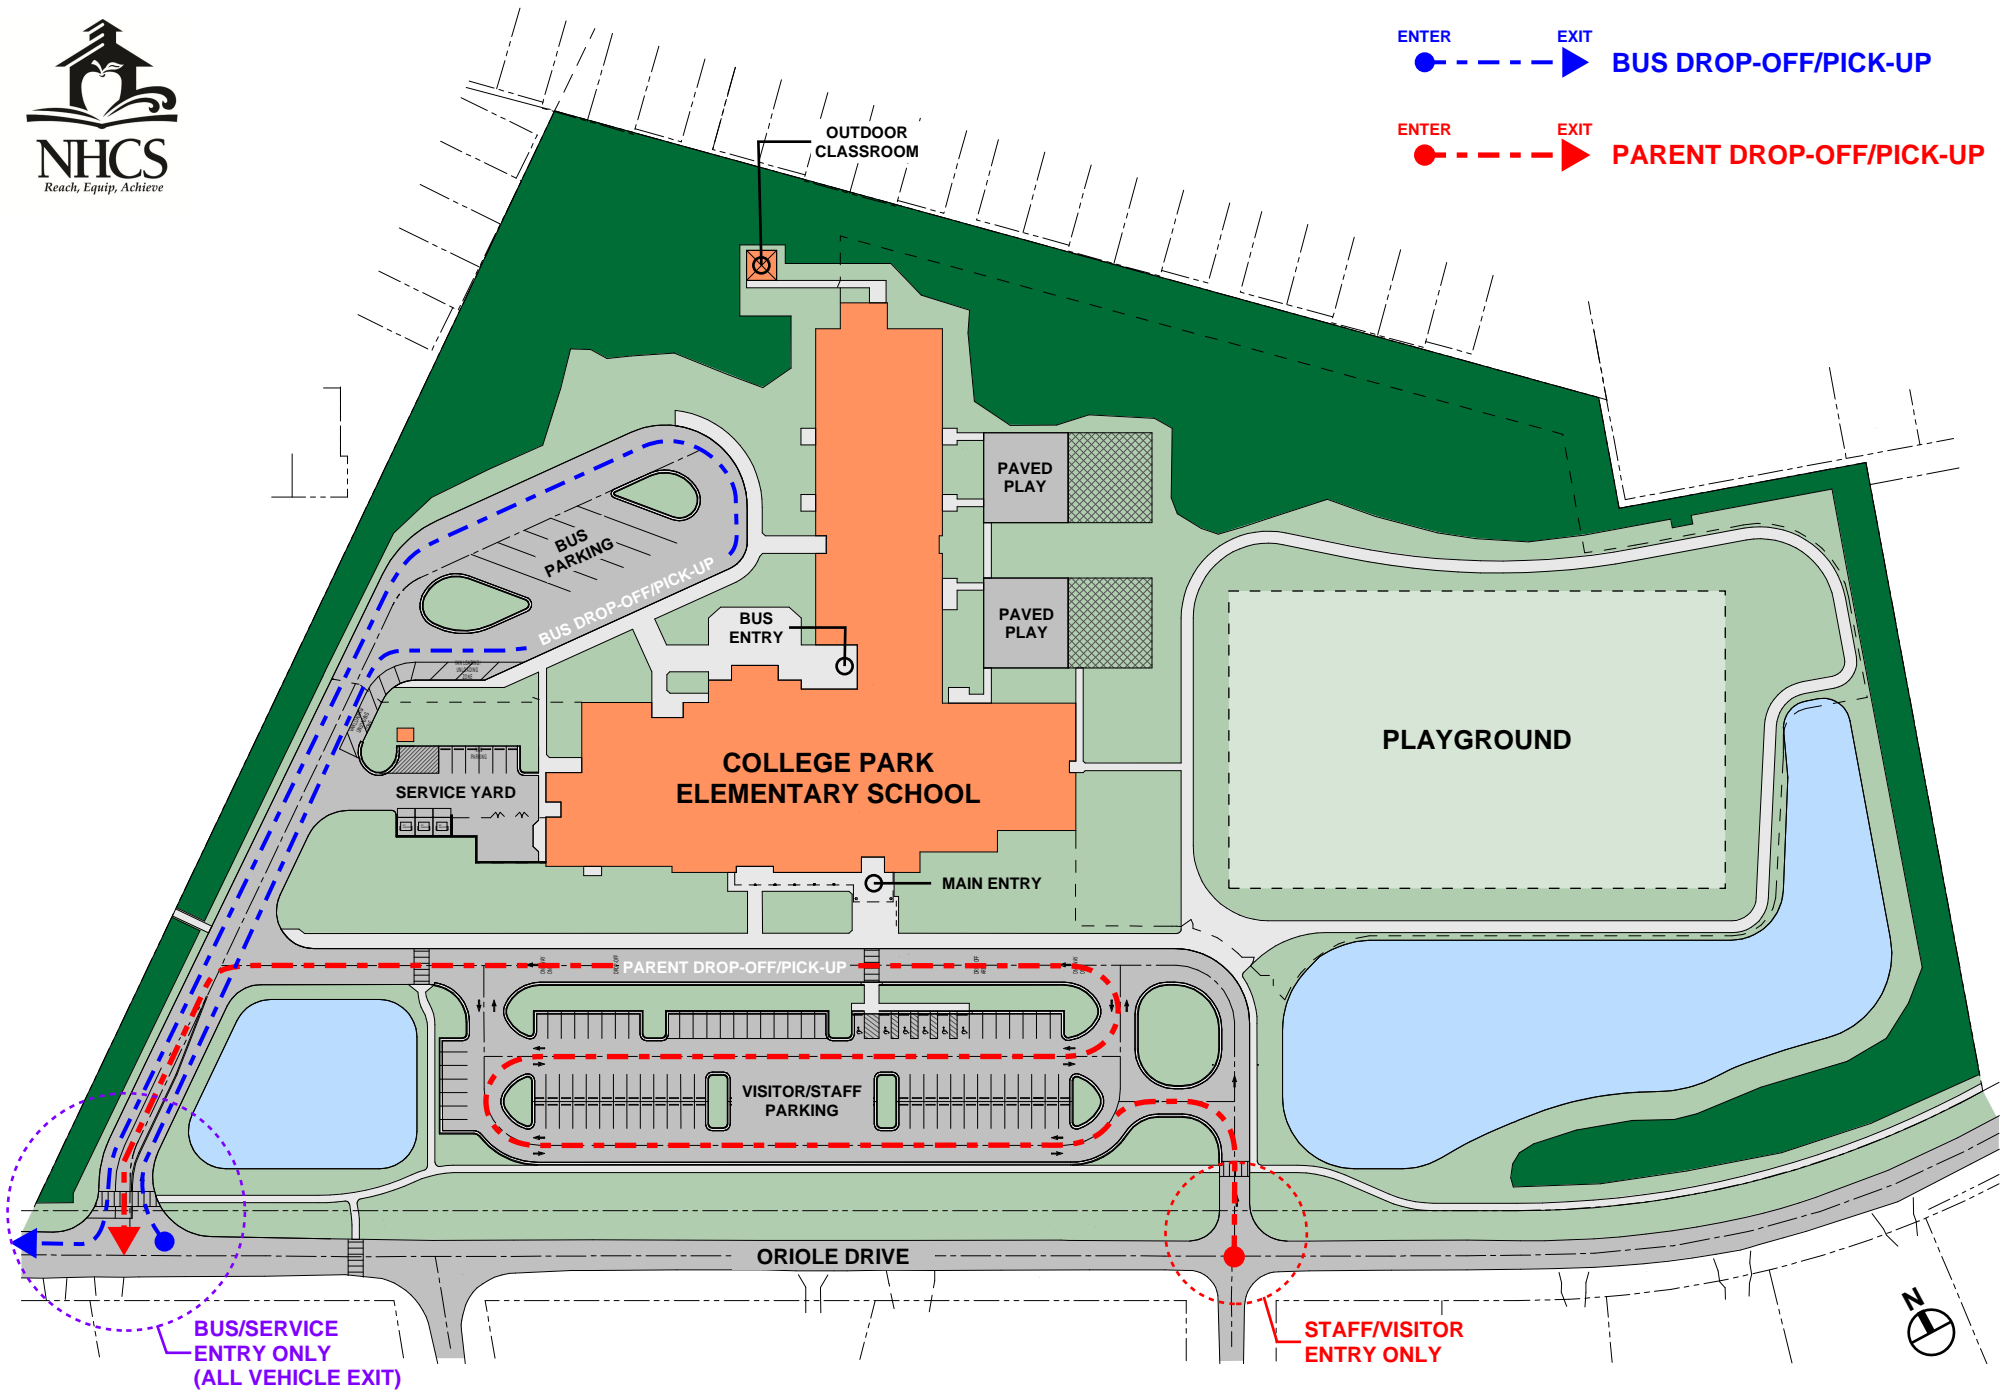 NHCS
Reach, Equip, Achieve
ENTER EXIT
BUS DROP-OFF/PICK-UP
ENTER EXIT
PARENT DROP-OFF/PICK-UP
OUTDOOR
CLASSROOM
PAVED
PLAY
BUS
PARKING
BUS DROP-OFF/PICK-UP
BUS
ENTRY
PAVED
PLAY
PLAYGROUND
COLLEGE PARK
ELEMENTARY SCHOOL
SERVICE YARD
MAIN ENTRY
PARENT DROP-OFF/PICK-UP
VISITOR/STAFF
PARKING
ORIOLE DRIVE
BUS/SERVICE
ENTRY ONLY
(ALL VEHICLE EXIT)
STAFF/VISITOR
ENTRY ONLY
N